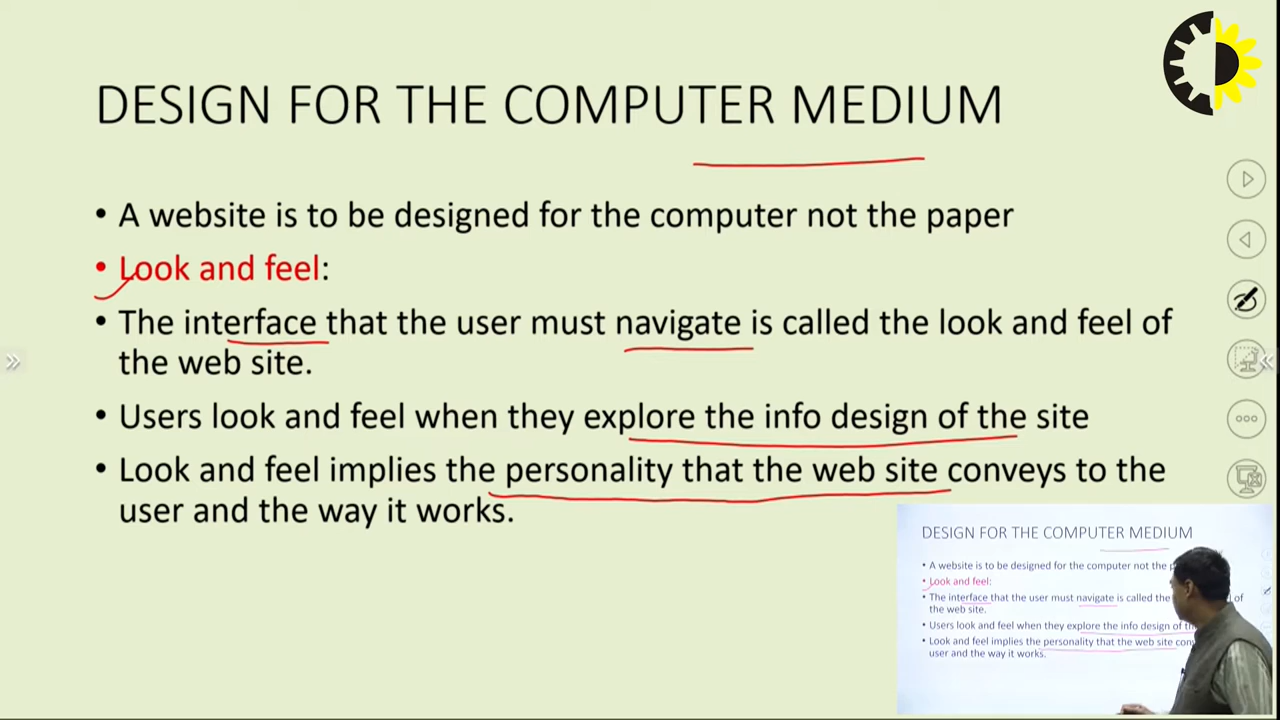 DESIGN FOR THE COMPUTER MEDIUM
• A website is to be designed for the computer not the paper
• Look and feel:
• The interface that the user must navigate is called the look and feel of
the web site.
• Users look and feel when they explore the info design of the site
• Look and feel implies the personality that the web site conveys to the
user and the way it works.
DESIGN FOR THE COMPUTER MEDIUM
• A website is to be designed for the computer not the
• Look and feel:
• The interface that the user must navigate is called the of
the web site.
• Users look and feel when they explore the info design of
• Look and feel implies the personality that the web site
user and the way it works.